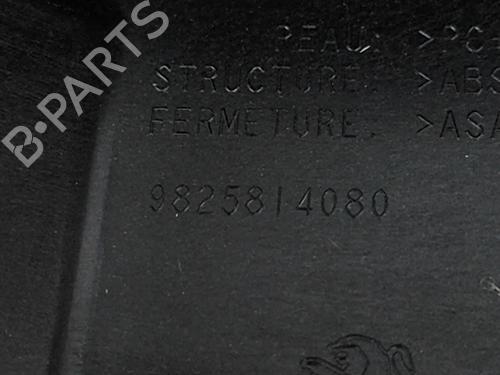 PEAU: >PC
STRUCTURE: >ABS
FERMETURE: >ASA
9825814080
B-PARTS